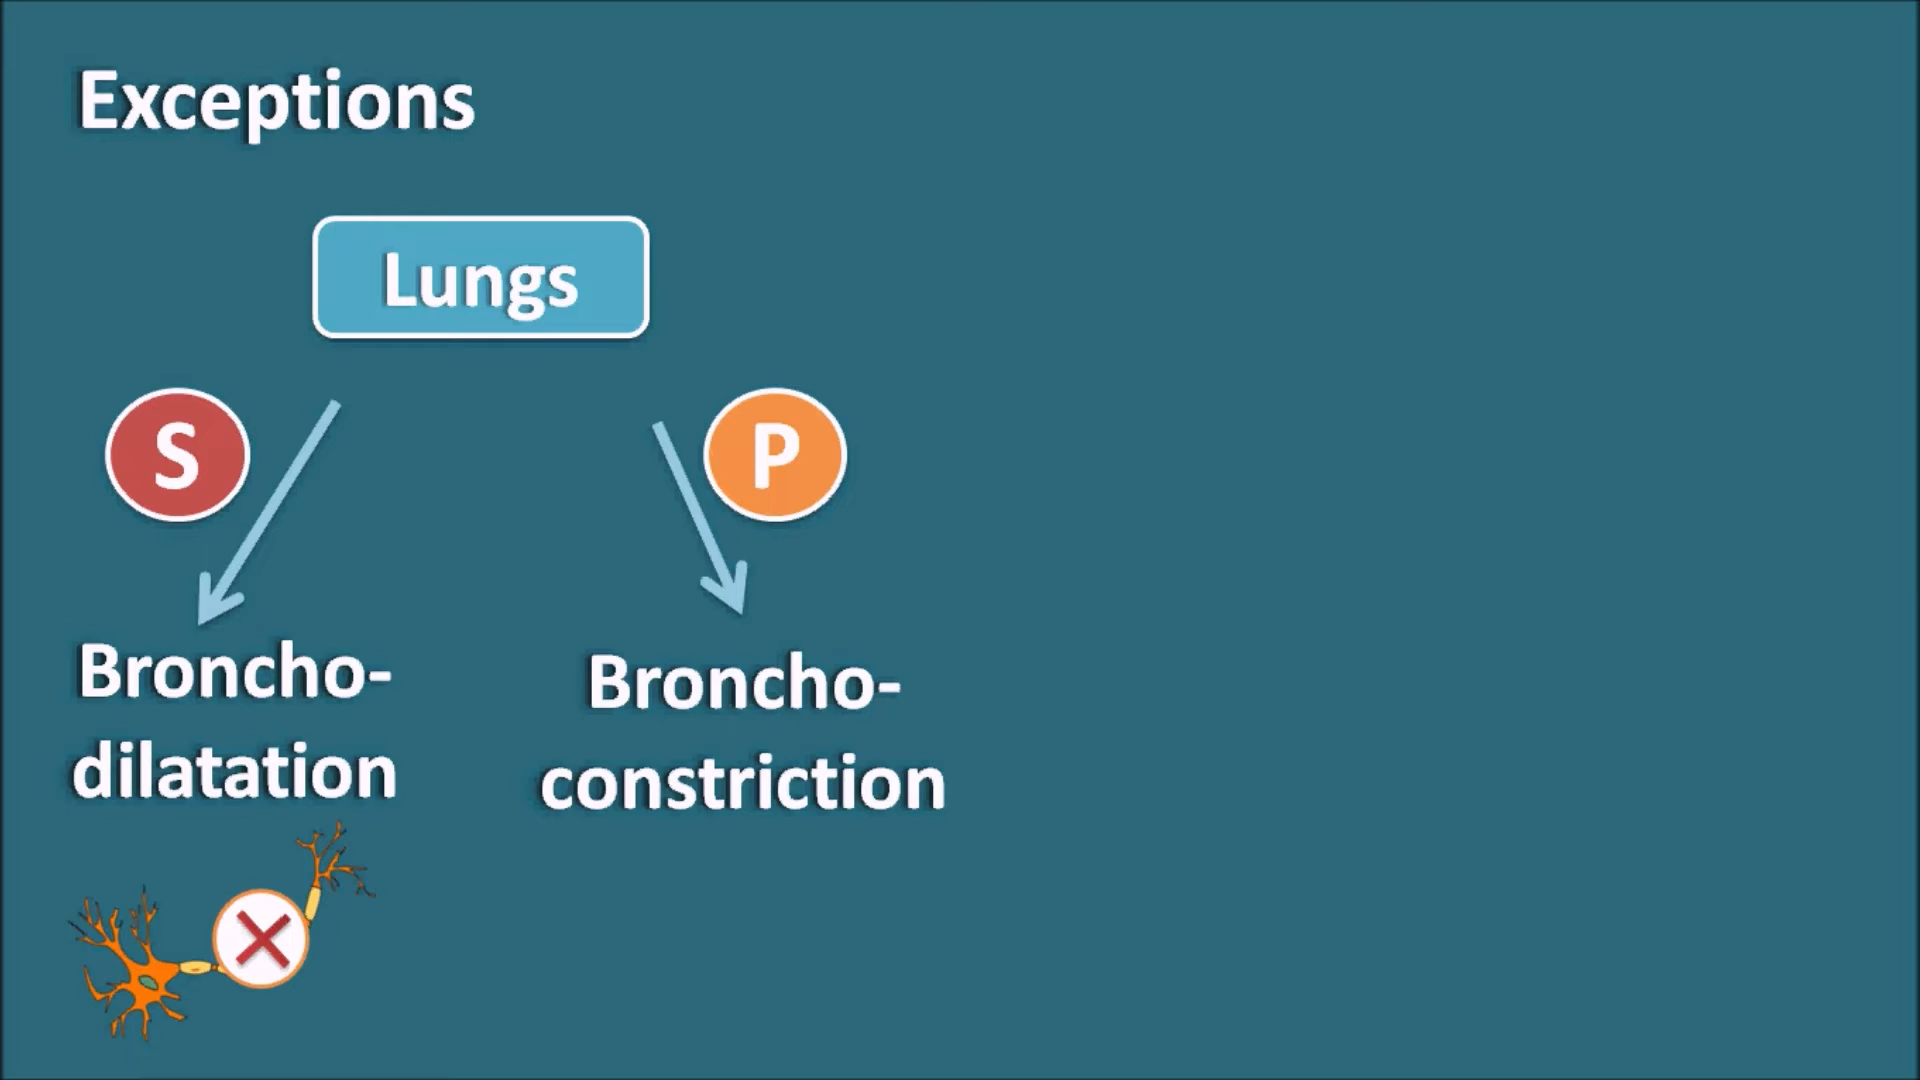 Exceptions
Lungs
S
P
Broncho-
dilatation
Broncho-
constriction